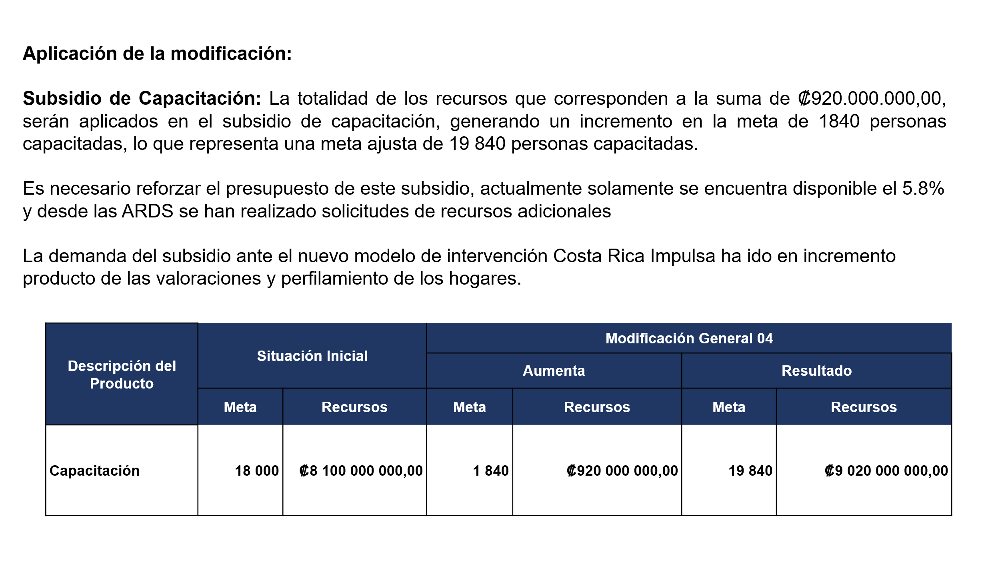 Aplicación de la modificación:
Subsidio de Capacitación: La totalidad de los recursos que corresponden a la suma de ₡920.000.000,00,
serán aplicados en el subsidio de capacitación, generando un incremento en la meta de 1840 personas
capacitadas, lo que representa una meta ajusta de 19 840 personas capacitadas.
Es necesario reforzar el presupuesto de este subsidio, actualmente solamente se encuentra disponible el 5.8%
y desde las ARDS se han realizado solicitudes de recursos adicionales
La demanda del subsidio ante el nuevo modelo de intervención Costa Rica Impulsa ha ido en incremento
producto de las valoraciones y perfilamiento de los hogares.
Descripción del
Producto
Situación Inicial
Modificación General 04
Aumenta
Resultado
Meta
Recursos
Meta
Recursos
Meta
Recursos
Capacitación
18 000
₡8 100 000 000,00
1 840
₡920 000 000,00
19 840
₡9 020 000 000,00